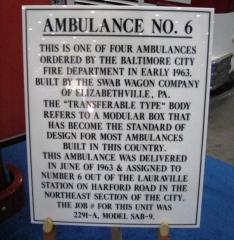 AMBULANCE NO. 6
THIS IS ONE OF FOUR AMBULANCES
ORDERED BY THE BALTIMORE CITY
FIRE DEPARTMENT IN EARLY 1963.
BUILT BY THE SWAB WAGON COMPANY
OF ELIZABETHVILLE, PA.
THE "TRANSFERABLE TYPE" BODY
REFERS TO A MODULAR BOX THAT
HAS BECOME THE STANDARD OF
DESIGN FOR MOST AMBULANCES
BUILT IN THIS COUNTRY.
THIS AMBULANCE WAS DELIVERED
IN JUNE OF 1963 & ASSIGNED TO
NUMBER 6 OUT OF THE LAURAVILLE
STATION ON HARFORD ROAD IN THE
NORTHEAST SECTION OF THE CITY.
THE JOB # FOR THIS UNIT WAS
2291-A, MODEL SAB-9.